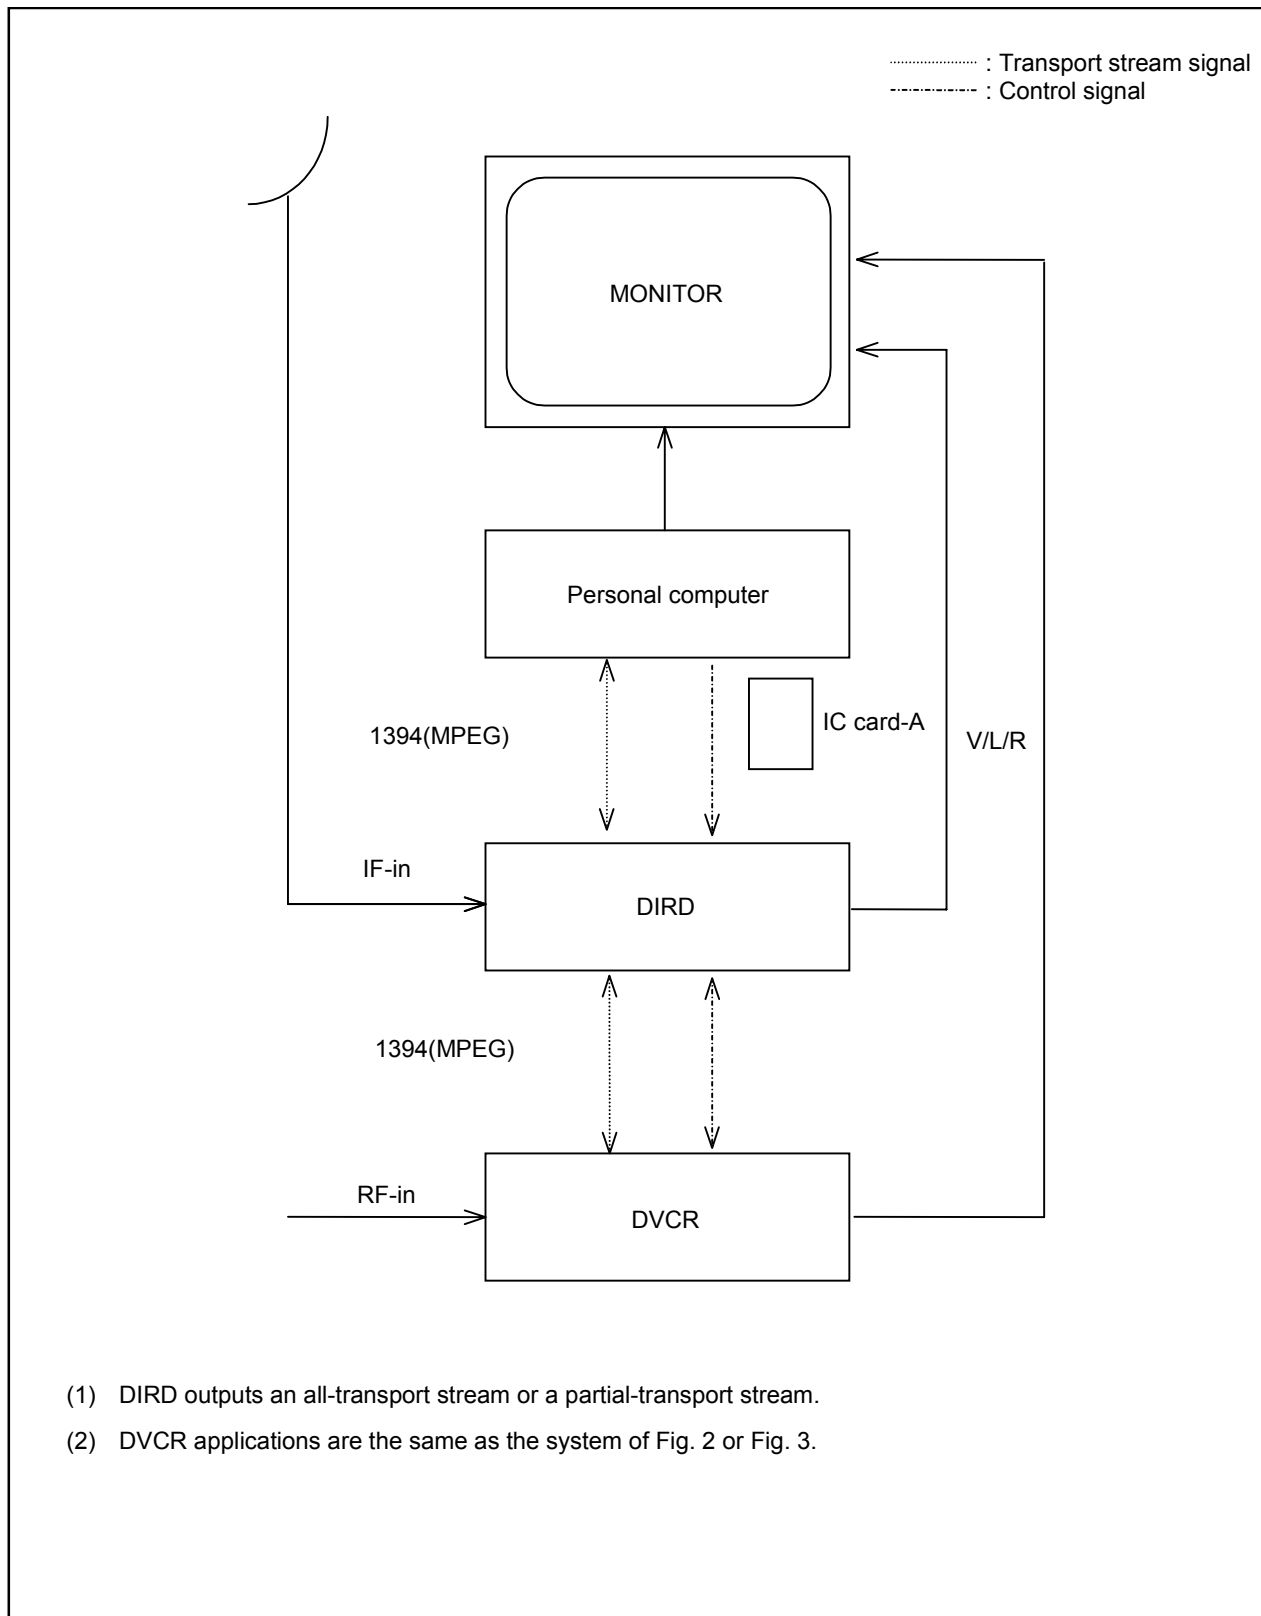 : Transport stream signal
: Control signal
MONITOR
Personal computer
1394(MPEG)
IC card-A
V/L/R
IF-in
DIRD
1394(MPEG)
RF-in
DVCR
(1) DIRD outputs an all-transport stream or a partial-transport stream.
(2) DVCR applications are the same as the system of Fig. 2 or Fig. 3.